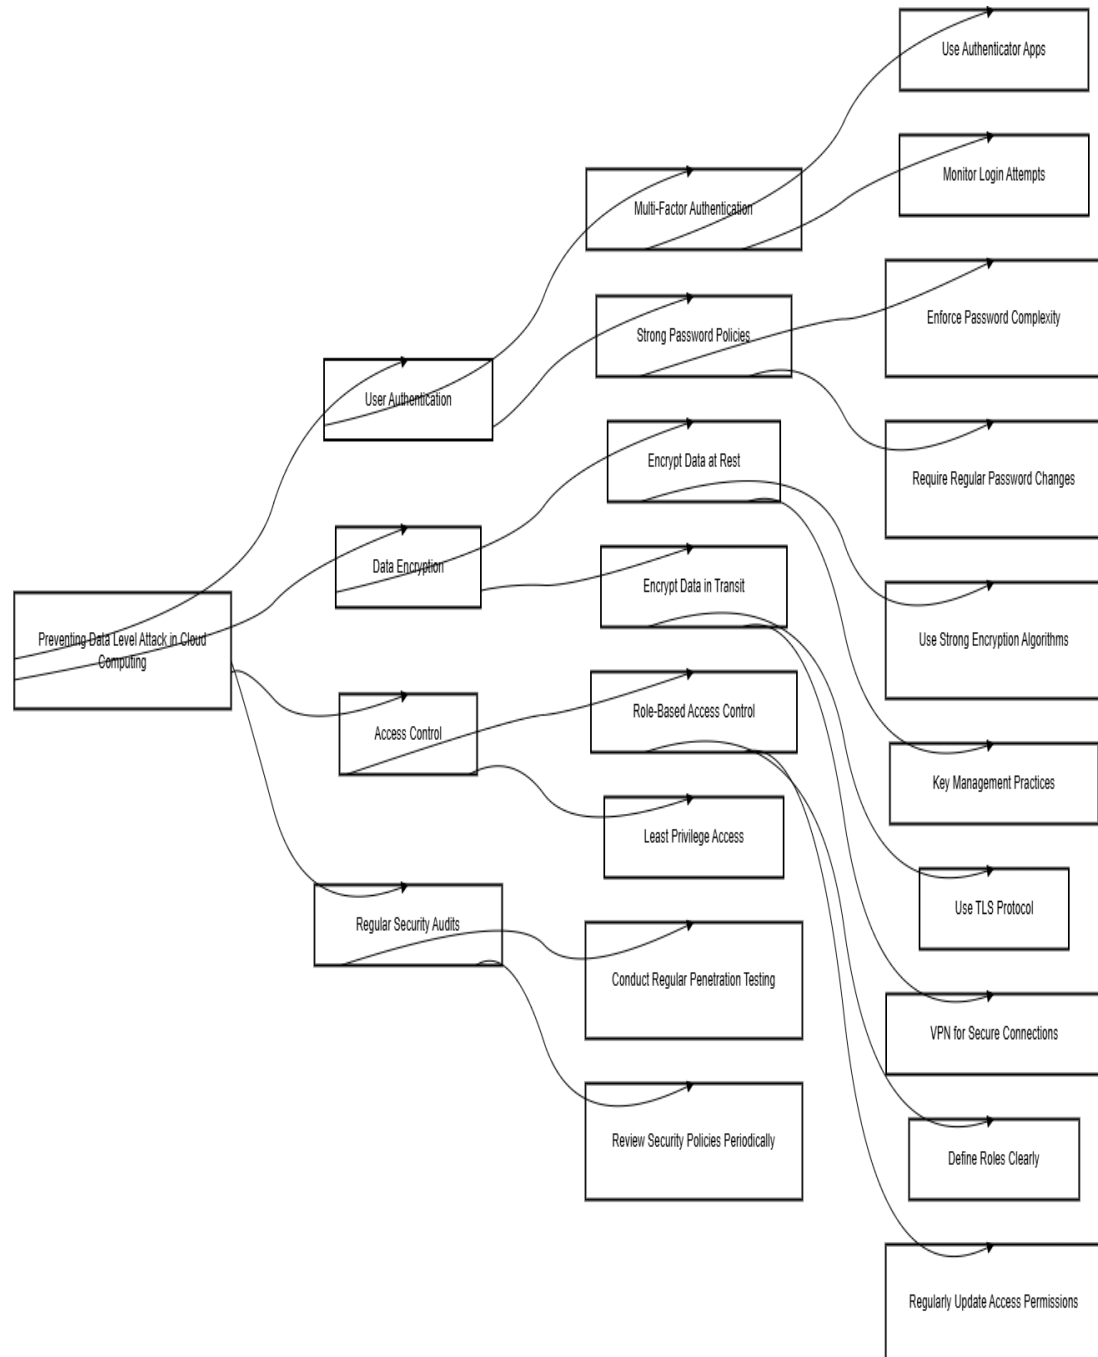 Preventing Data Level Attack in Cloud
Computing
User Authentication
Data Encryption
Access Control
Regular Security Audits
Multi-Factor Authentication
Strong Password Policies
Encrypt Data at Rest
Encrypt Data in Transit
Role-Based Access Control
Least Privilege Access
Conduct Regular Penetration Testing
Review Security Policies Periodically
Use Authenticator Apps
Monitor Login Attempts
Enforce Password Complexity
Require Regular Password Changes
Use Strong Encryption Algorithms
Key Management Practices
Use TLS Protocol
VPN for Secure Connections
Define Roles Clearly
Regularly Update Access Permissions